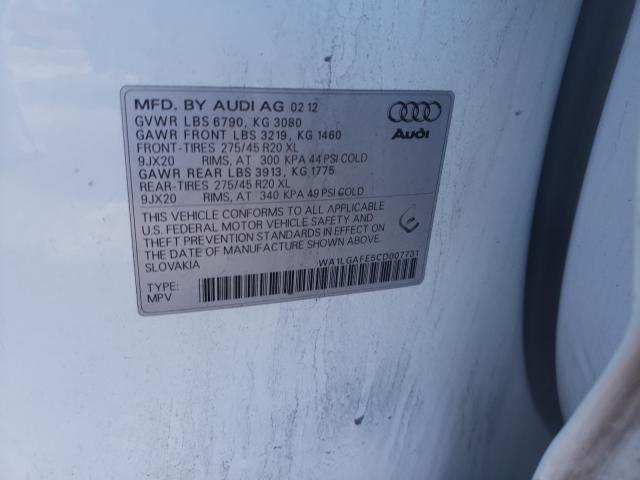 MFD. BY AUDI AG 02 12
GVWR LBS 6790, KG 3080
GAWR FRONT LBS 3219, KG 1460
FRONT-TIRES 275/45 R20 XL
9JX20 RIMS, AT 300 KPA 44 PSI COLD
GAWR REAR LBS 3913, KG 1775
REAR-TIRES 275/45 R20 XL
9JX20 RIMS, AT 340 KPA 49 PSI COLD
Audi
THIS VEHICLE CONFORMS TO ALL APPLICABLE
U.S. FEDERAL MOTOR VEHICLE SAFETY AND
THEFT PREVENTION STANDARDS IN EFFECT ON
THE DATE OF MANUFACTURE SHOWN ABOVE
SLOVAKIA
WA1LGAFE5CD007731
TYPE:
MPV